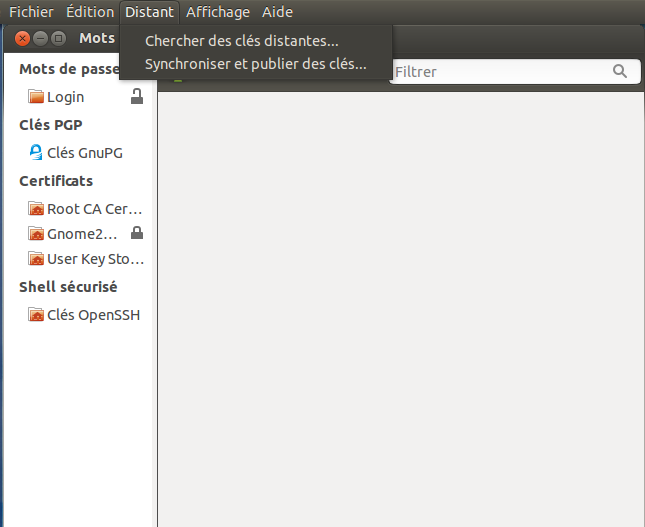 Fichier Édition Distant Affichage Aide
Mots
Chercher des clés distantes...
Synchroniser et publier des clés...
Filtrer
Mots de passe
Login
Clés PGP
Clés GnuPG
Certificats
Root CA Cer...
Gnome2...
User Key Sto...
Shell sécurisé
Clés OpenSSH